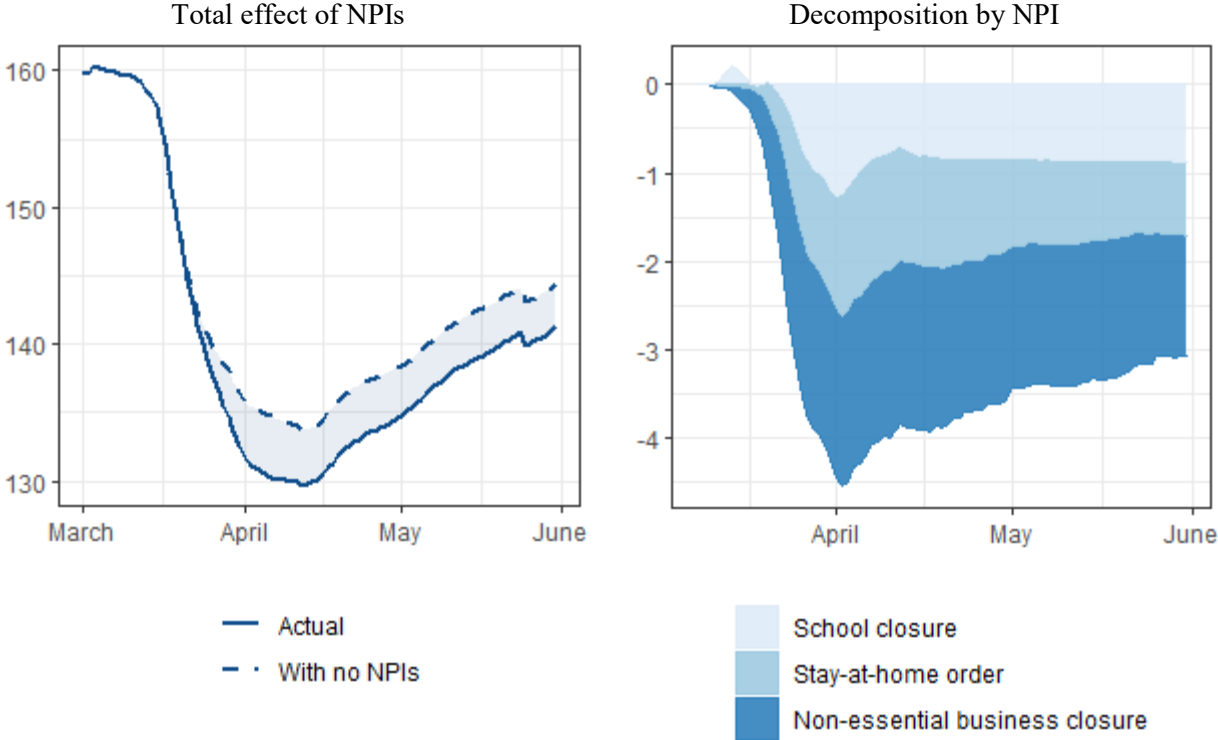 Total effect of NPIs
160
150
140
130
March April May June
Actual
With no NPIs
Decomposition by NPI
0
-1
-2
-3
-4
April May June
School closure
Stay-at-home order
Non-essential business closure